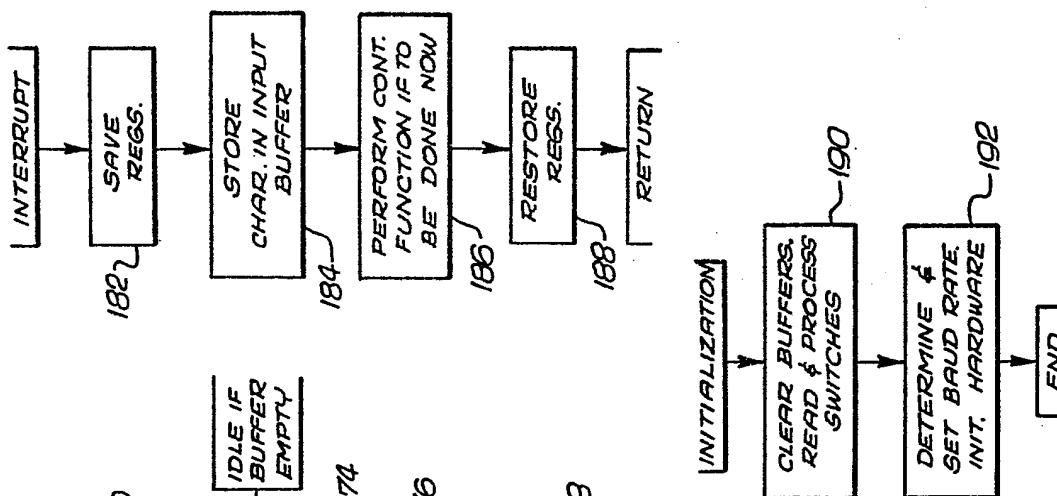 INTERRUPT
SAVE
REGS.
182
STORE
CHAR. IN INPUT
BUFFER
184
PERFORM CONT.
FUNCTION IF TO
BE DONE NOW
186
RESTORE
REGS.
188
RETURN
IDLE IF
BUFFER
EMPTY
74
INITIALIZATION
CLEAR BUFFERS.
READ & PROCESS
SWITCHES
190
DETERMINE &
SET BAUD RATE.
INIT. HARDWARE
192
END